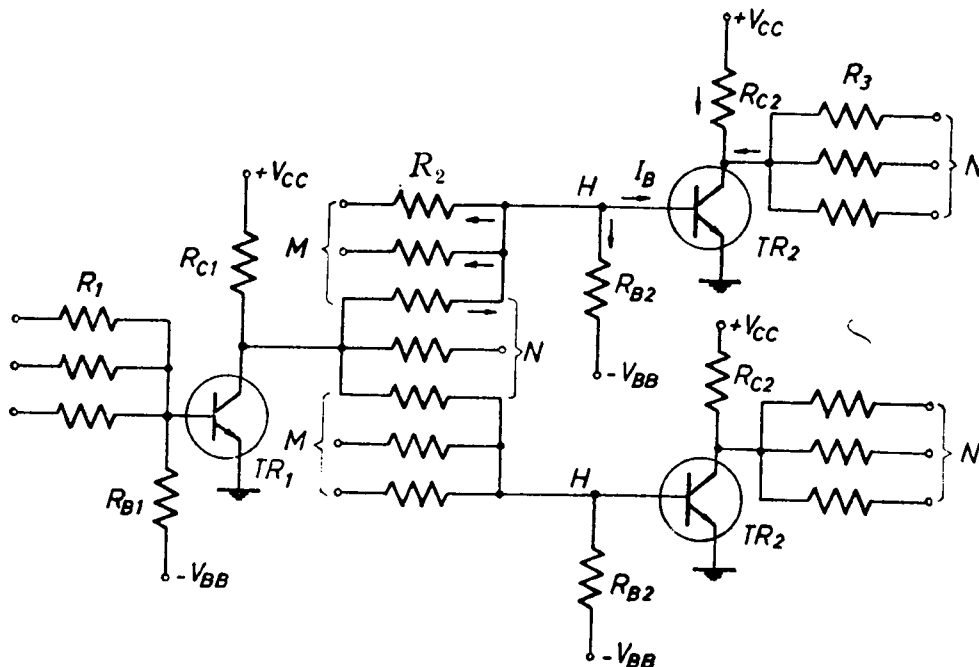 +VCC
RC2
R3
N
+VCC
R2
H
IB
TR2
M
RC1
RB2
R1
-VBB
N
+VCC
RC2
M
TR1
N
RB1
H
TR2
-VBB
RB2
-VBB